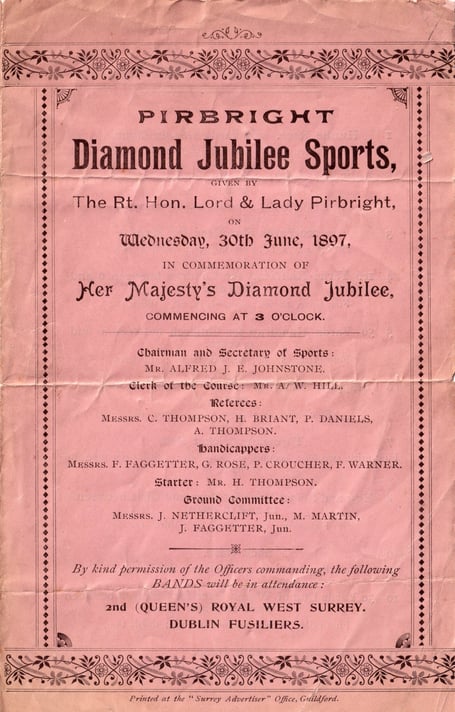 PIRBRIGHT
Diamond Jubilee Sports,
GIVEN BY
The Rt. Hon. Lord & Lady Pirbright,
ON
Wednesday, 30th June, 1897,
IN COMMEMORATION OF
Her Majesty's Diamond Jubilee,
COMMENCING AT 3 O'CLOCK.
Chairman and Secretary of Sports:
MR. ALFRED J. E. JOHNSTONE.
Clerk of the Course: MR. A. W. HILL.
Referees:
MESSRS. C. THOMPSON, H. BRIANT, P. DANIELS,
A. THOMPSON.
Handicappers:
MESSRS. F. FAGGETTER, G. ROSE, P. CROUCHER, F. WARNER.
Starter: MR. H. THOMPSON.
Ground Committee:
MESSRS. J. NETHERCLIFT, Jun., M. MARTIN,
J. FAGGETTER, Jun.
By kind permission of the Officers commanding, the following
BANDS will be in attendance:
2nd (QUEEN'S) ROYAL WEST SURREY.
DUBLIN FUSILIERS.
Printed at the "Surrey Advertiser" Office, Guildford.